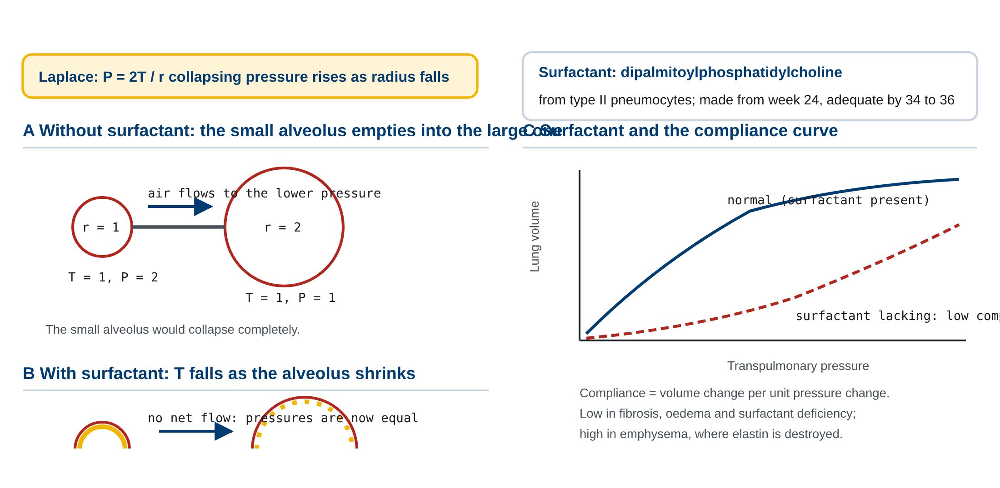 Laplace: P = 2T / r collapsing pressure rises as radius falls
Surfactant: dipalmitoylphosphatidylcholine
from type II pneumocytes; made from week 24, adequate by 34 to 36
A Without surfactant: the small alveolus empties into the large one
air flows to the lower pressure
r = 1
r = 2
T = 1, P = 2
T = 1, P = 1
The small alveolus would collapse completely.
B With surfactant: T falls as the alveolus shrinks
no net flow: pressures are now equal
C Surfactant and the compliance curve
Lung volume
normal (surfactant present)
surfactant lacking: low
Transpulmonary pressure
Compliance = volume change per unit pressure change.
Low in fibrosis, oedema and surfactant deficiency;
high in emphysema, where elastin is destroyed.